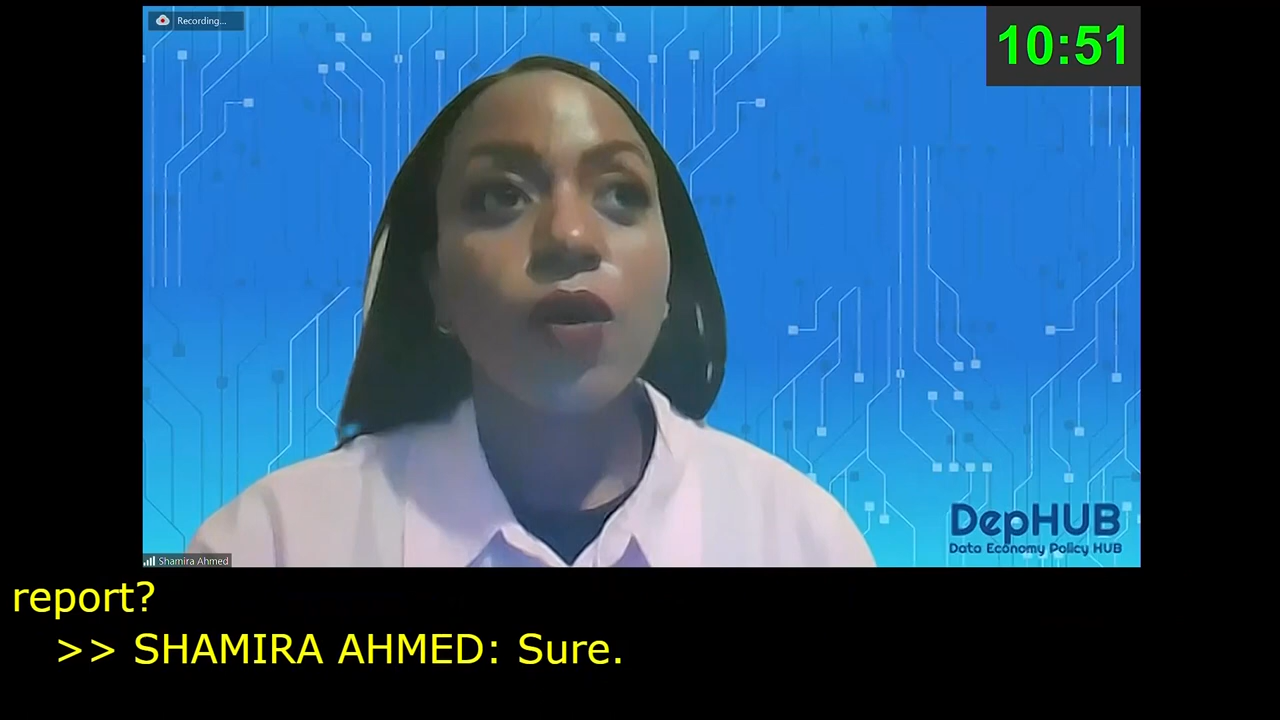 Recording...
10:51
DepHUB
Data Economy Policy HUB
Shamira Ahmed
report?
>> SHAMIRA AHMED: Sure.